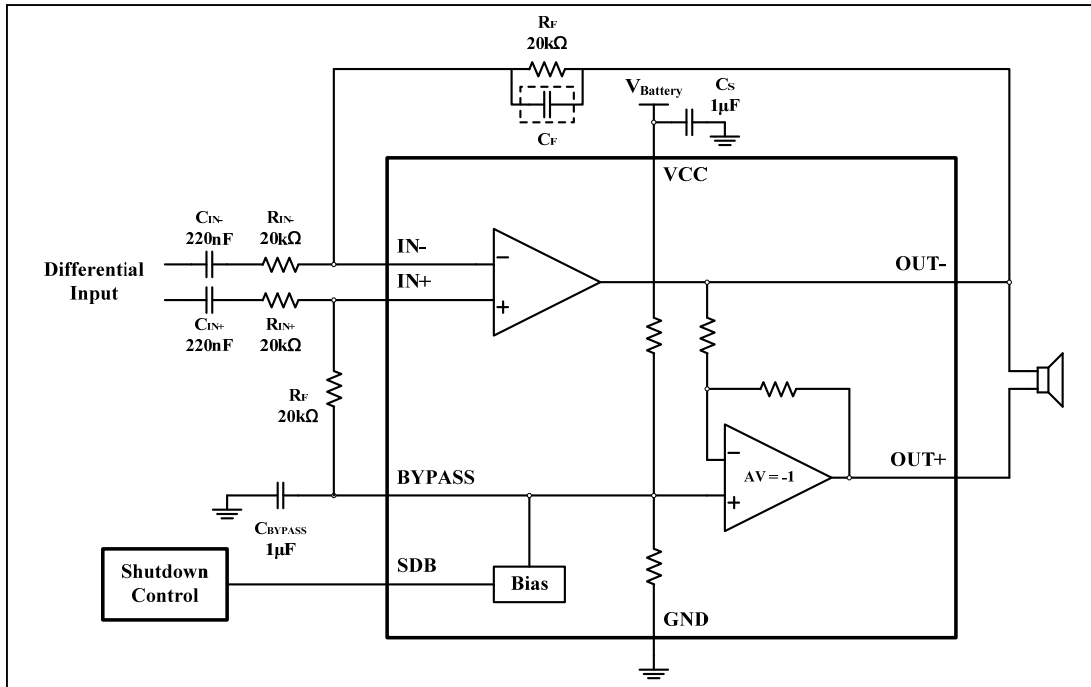 RF
20kΩ
VBattery
CS
1μF
CF
VCC
CIN-
220nF
RIN-
20kΩ
IN-
Differential
Input
IN+
CIN+
220nF
RIN+
20kΩ
−
+
OUT-
RF
20kΩ
BYPASS
−
AV = -1
+
OUT+
CBYPASS
1μF
SDB
Shutdown
Control
Bias
GND